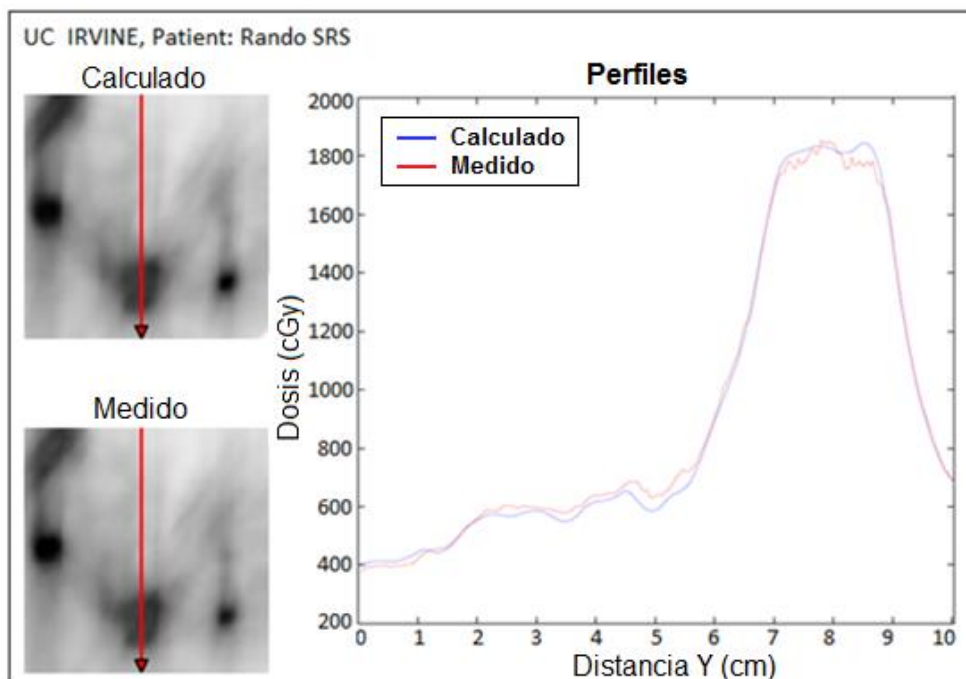 UC IRVINE, Patient: Rando SRS
Calculado
Medido
Perfiles
Calculado
Medido
Dosis (cGy)
2000
1800
1600
1400
1200
1000
800
600
400
200
0 1 2 3 4 5 6 7 8 9 10
Distancia Y (cm)